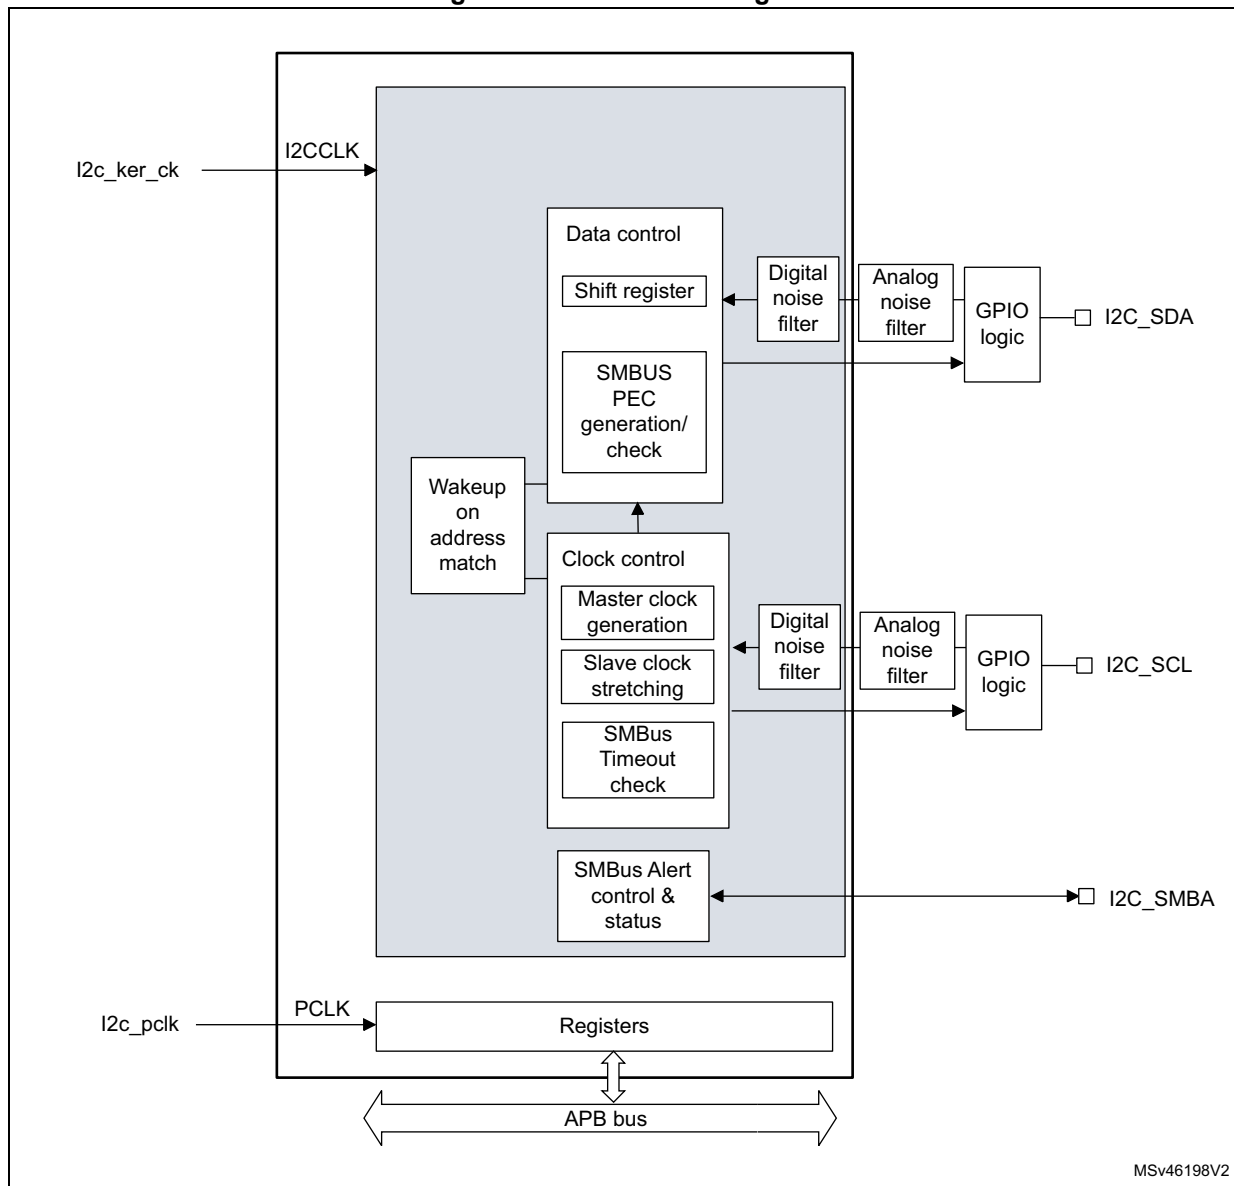 I2CCLK
I2c_ker_ck
Data control
Shift register
SMBUS
PEC
generation/
check
Digital
noise
filter
Analog
noise
filter
GPIO
logic
I2C_SDA
Wakeup
on
address
match
Clock control
Master clock
generation
Slave clock
stretching
SMBus
Timeout
check
Digital
noise
filter
Analog
noise
filter
GPIO
logic
I2C_SCL
SMBus Alert
control &
status
I2C_SMBA
PCLK
I2c_pclk
Registers
APB bus
MSv46198V2